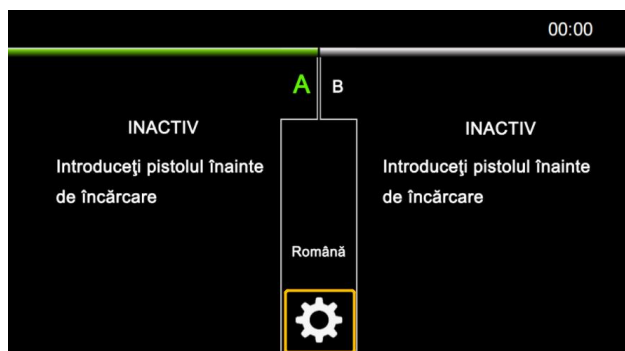 00:00
A
B
INACTIV
Introduceţi pistolul înainte
de încărcare
INACTIV
Introduceţi pistolul înainte
de încărcare
Română